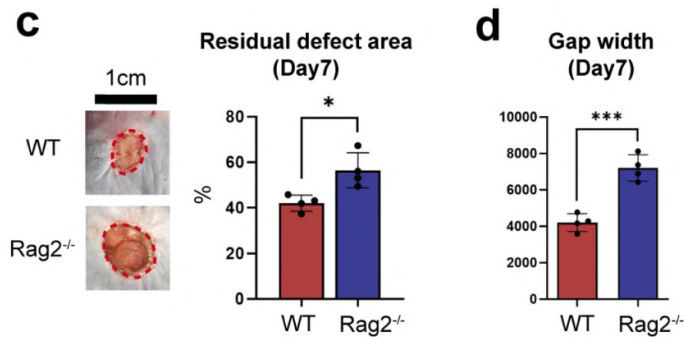 c
1cm
WT
Rag2-/-
Residual defect area
(Day7)
%
80
60
40
20
0
*
WT
Rag2-/-
d
Gap width
(Day7)
10000
8000
6000
4000
2000
0
***
WT
Rag2-/-